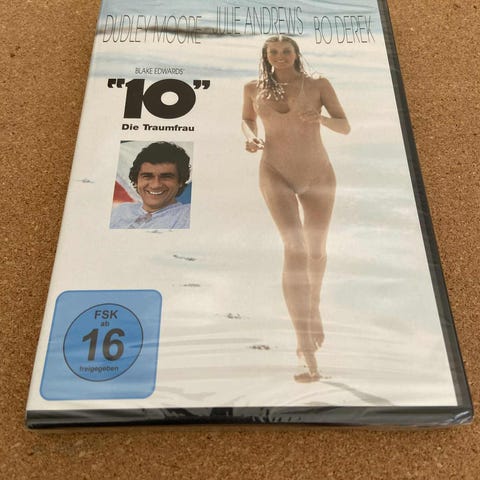 DUDLEY MOORE JULIE ANDREWS BO DEREK
BLAKE EDWARDS'
"10"
Die Traumfrau
FSK
ab
16
freigegeben